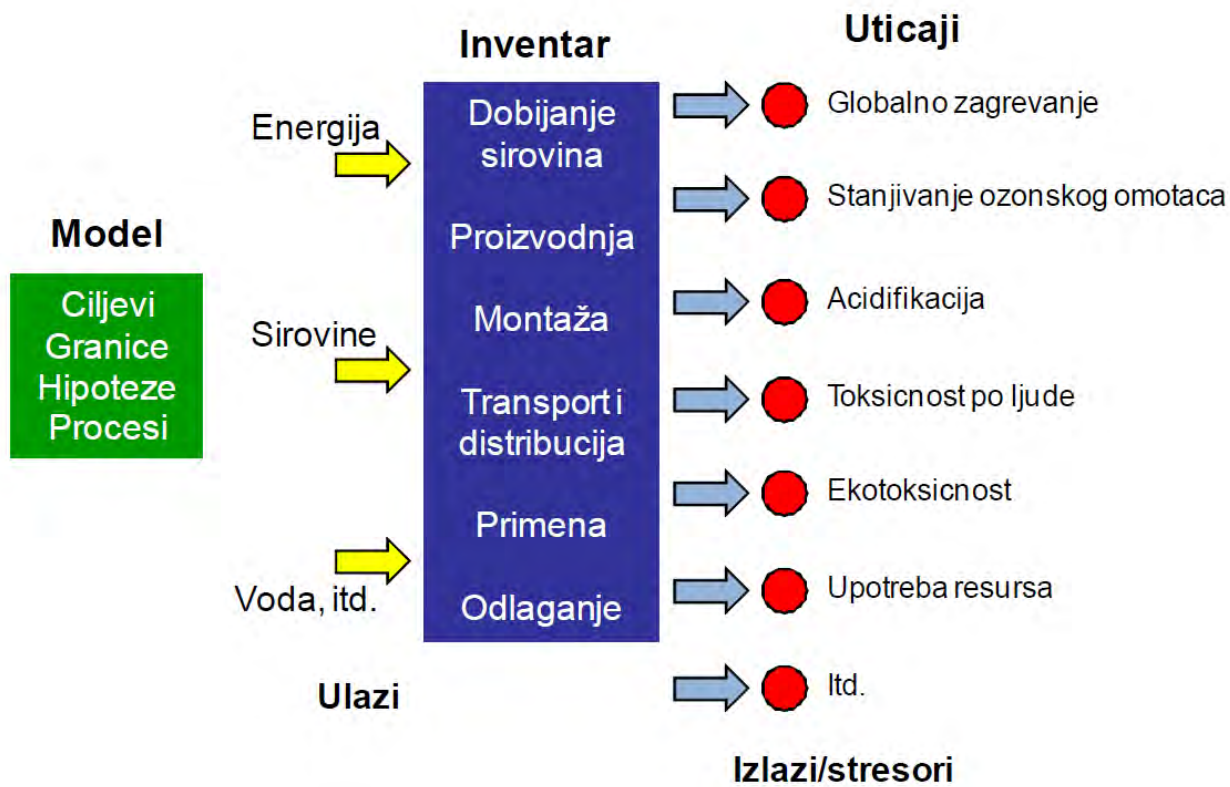 Model
Ciljevi
Granice
Hipoteze
Procesi
Energija
Sirovine
Voda, itd.
Ulazi
Inventar
Dobijanje
sirovina
Proizvodnja
Montaža
Transport i
distribucija
Primena
Odlaganje
Uticaji
Globalno zagrevanje
Stanjivanje ozonskog omotaca
Acidifikacija
Toksicnost po ljude
Ekotoksicnost
Upotreba resursa
Itd.
Izlazi/stresori